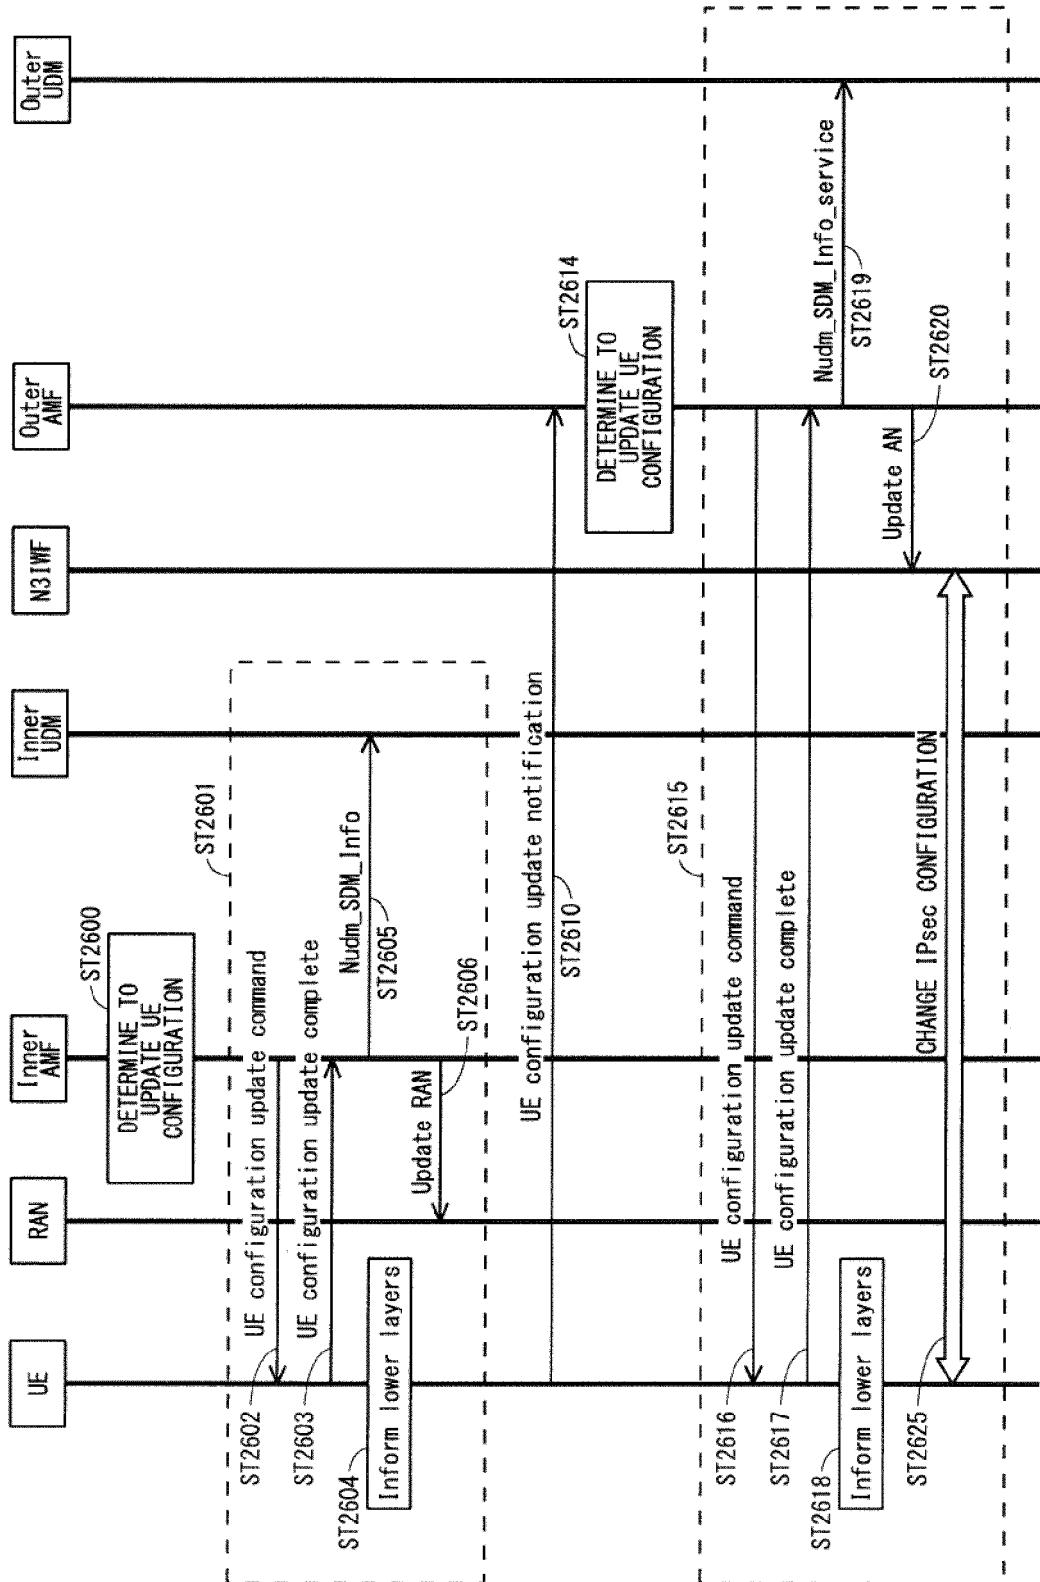 UE
RAN
Inner
AMF
Inner
UDM
N3IWF
Outer
AMF
Outer
UDM
ST2600
DETERMINE TO
UPDATE UE
CONFIGURATION
ST2601
UE configuration update command
ST2602
UE configuration update complete
ST2603
ST2604
Inform lower layers
Nudm_SDM_Info
ST2605
Update RAN
ST2606
UE configuration update notification
ST2610
ST2614
DETERMINE TO
UPDATE UE
CONFIGURATION
ST2615
UE configuration update command
ST2616
UE configuration update complete
ST2617
ST2618
Inform lower layers
Nudm_SDM_Info_service
ST2619
Update AN
ST2620
CHANGE IPsec CONFIGURATION
ST2625